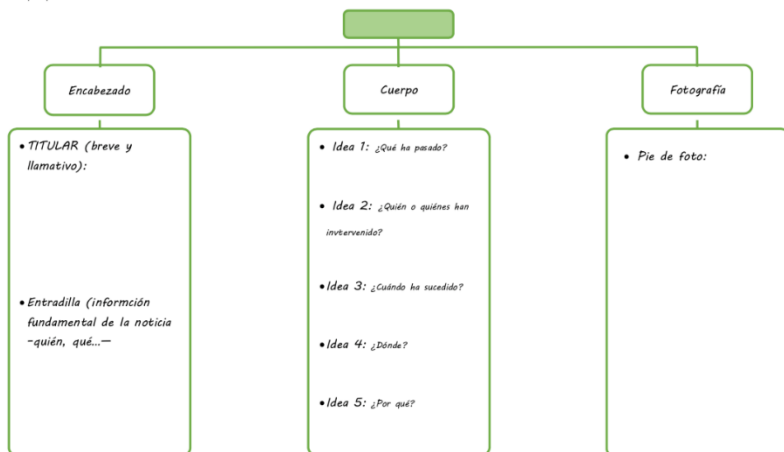 Encabezado
Cuerpo
Fotografía
• TITULAR (breve y
llamativo):
• Entradilla (informción
fundamental de la noticia
-quién, qué...—
• Idea 1: ¿Qué ha pasado?
• Idea 2: ¿Quién o quiénes han
invtervenido?
• Idea 3: ¿Cuándo ha sucedido?
• Idea 4: ¿Dónde?
• Idea 5: ¿Por qué?
• Pie de foto: